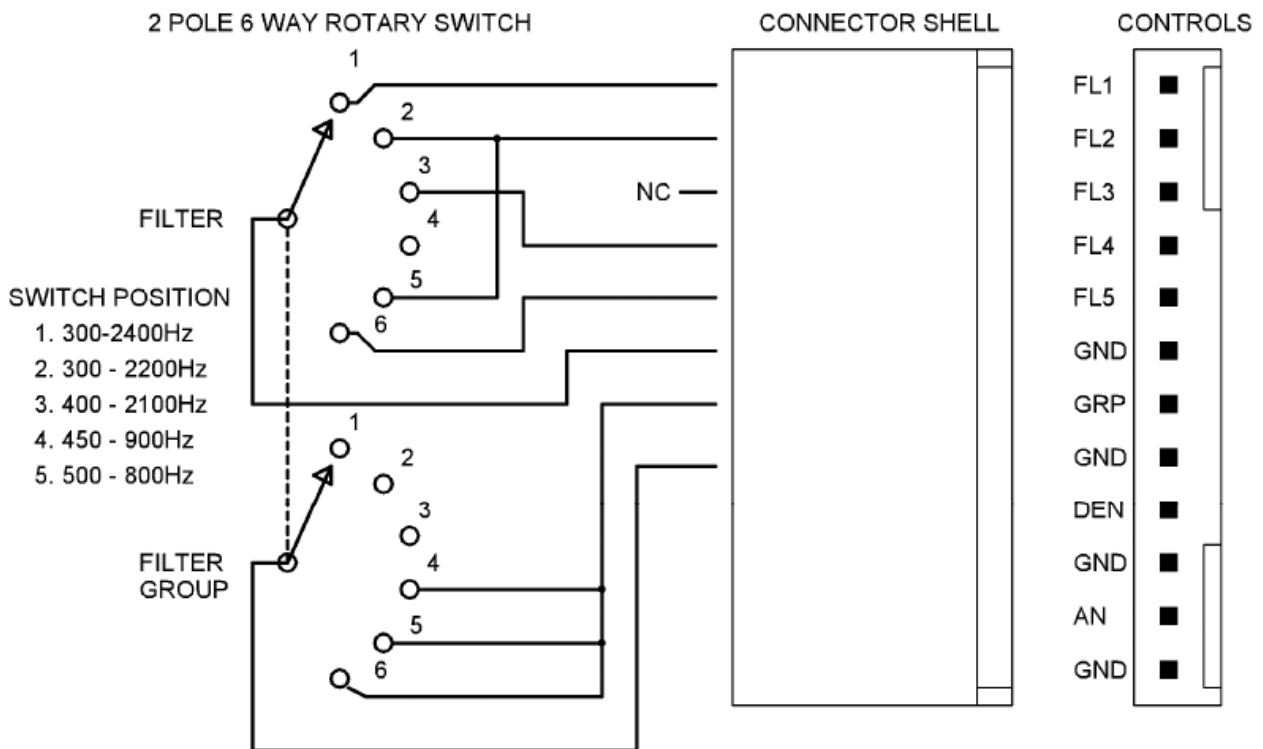 2 POLE 6 WAY ROTARY SWITCH
CONNECTOR SHELL
CONTROLS
1
2
3
4
5
6
FILTER
SWITCH POSITION
1. 300-2400Hz
2. 300 - 2200Hz
3. 400 - 2100Hz
4. 450 - 900Hz
5. 500 - 800Hz
1
2
3
4
5
6
FILTER
GROUP
NC
FL1
FL2
FL3
FL4
FL5
GND
GRP
GND
DEN
GND
AN
GND